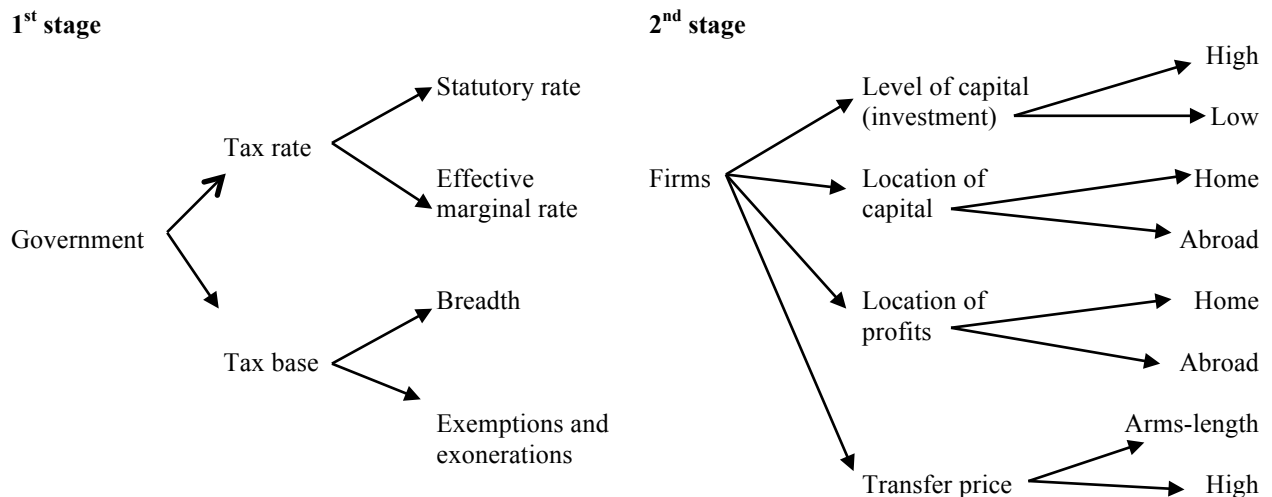 1st stage
Statutory rate
Tax rate
Effective
marginal rate
Government
Breadth
Tax base
Exemptions and
exonerations
2nd stage
High
Level of capital
(investment)
Low
Firms
Location of
capital
Home
Abroad
Location of
profits
Home
Abroad
Arms-length
Transfer price
High